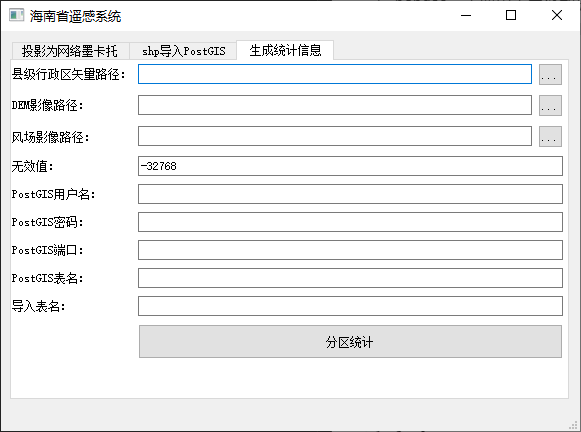 海南省遥感系统
投影为网络墨卡托 shp导入PostGIS 生成统计信息
县级行政区矢量路径： ...
DEM影像路径： ...
风场影像路径： ...
无效值： -32768
PostGIS用户名：
PostGIS密码：
PostGIS端口：
PostGIS表名：
导入表名：
分区统计